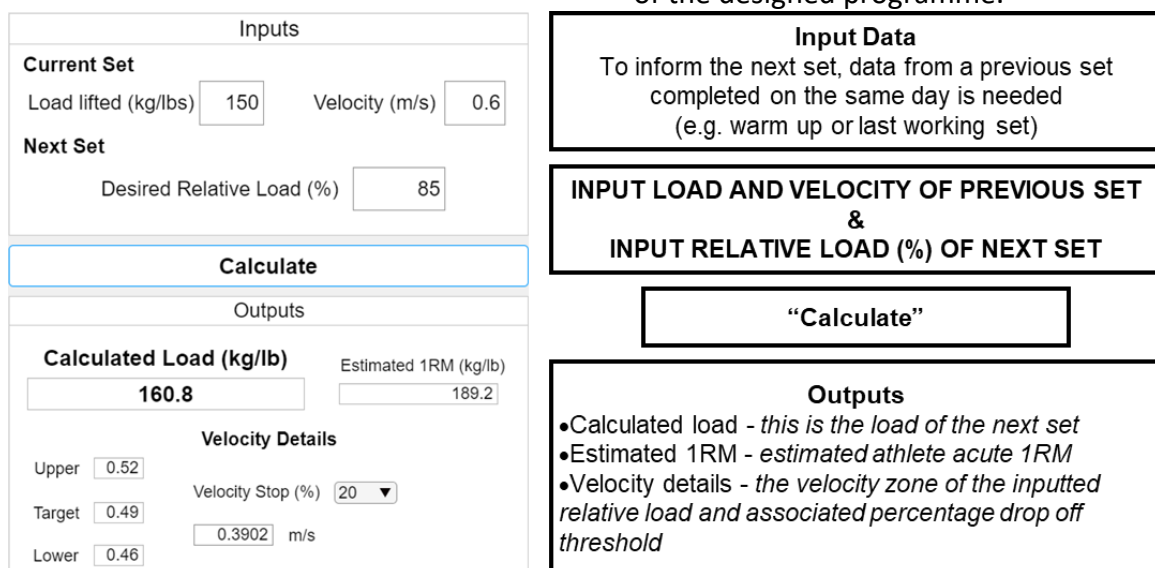 of the designed programme.
Inputs
Current Set
Load lifted (kg/lbs) 150 Velocity (m/s) 0.6
Next Set
Desired Relative Load (%) 85
Calculate
Outputs
Calculated Load (kg/lb) Estimated 1RM (kg/lb)
160.8 189.2
Velocity Details
Upper 0.52
Velocity Stop (%) 20 ▼
Target 0.49
0.3902 m/s
Lower 0.46
Input Data
To inform the next set, data from a previous set
completed on the same day is needed
(e.g. warm up or last working set)
INPUT LOAD AND VELOCITY OF PREVIOUS SET
&
INPUT RELATIVE LOAD (%) OF NEXT SET
“Calculate”
Outputs
•Calculated load - this is the load of the next set
•Estimated 1RM - estimated athlete acute 1RM
•Velocity details - the velocity zone of the inputted
relative load and associated percentage drop off
threshold